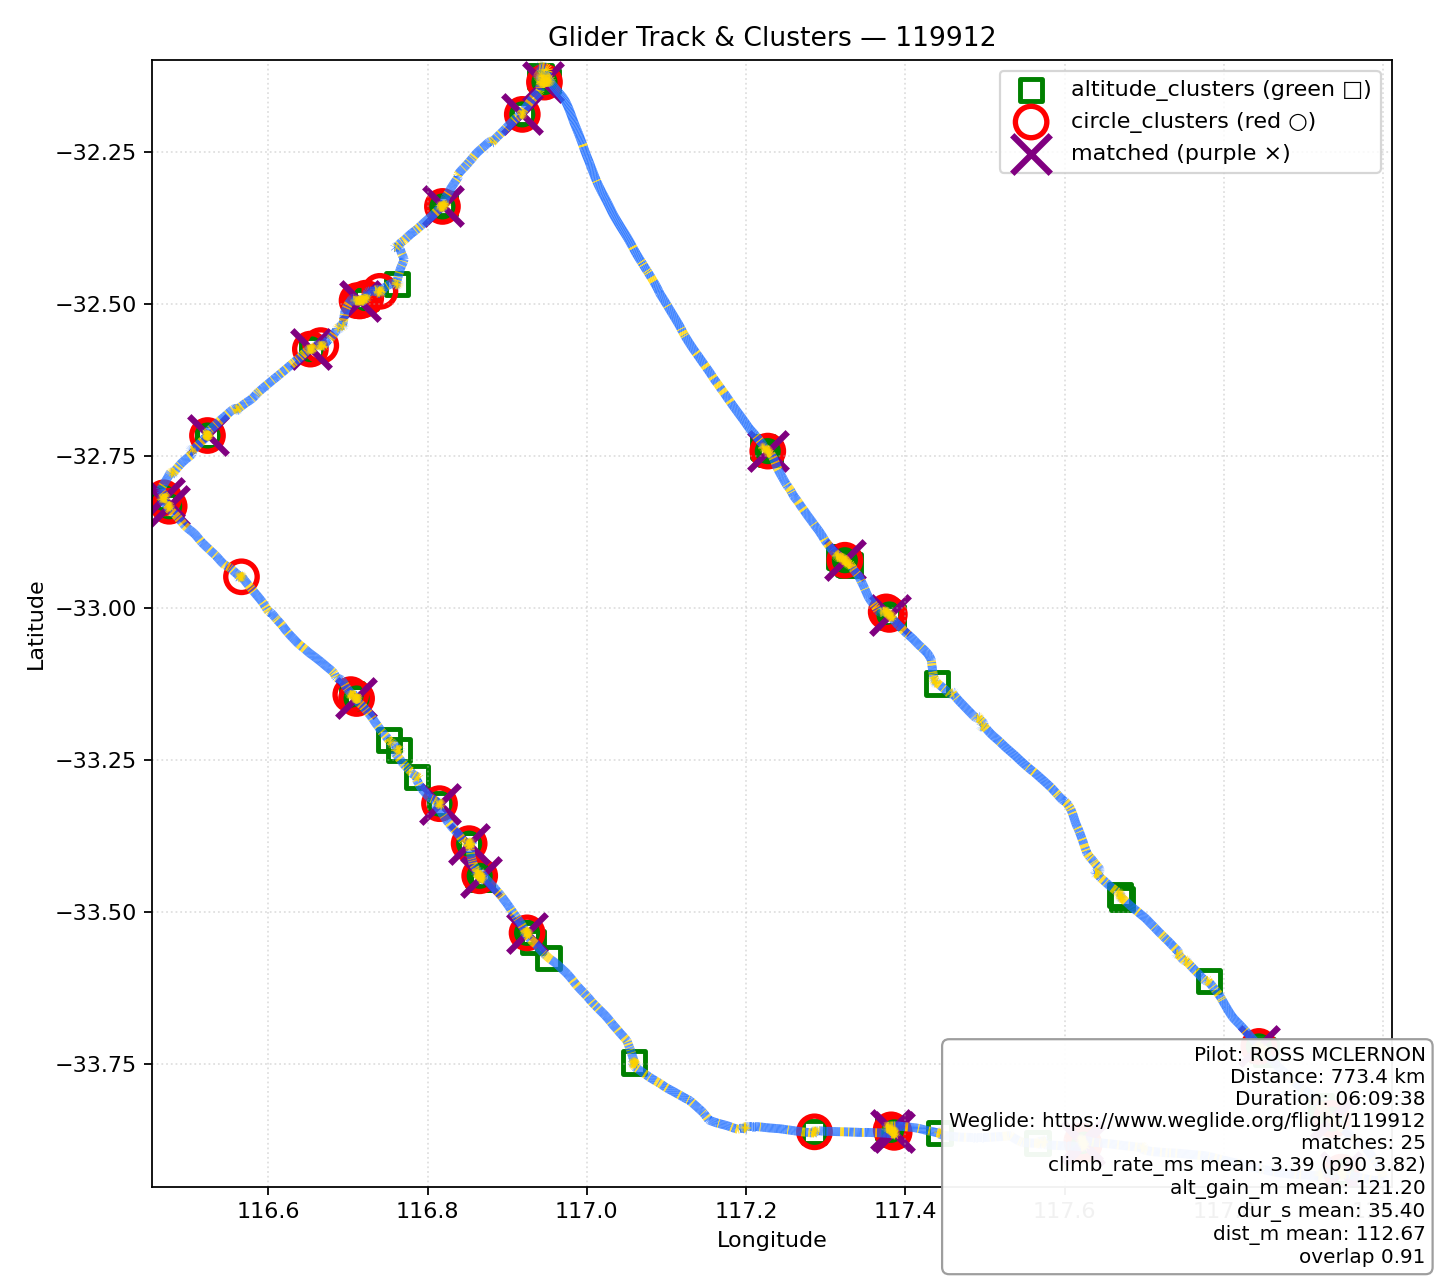 Glider Track & Clusters — 119912
altitude_clusters (green □)
circle_clusters (red ○)
matched (purple ×)
−32.25
−32.50
−32.75
−33.00
−33.25
−33.50
−33.75
Latitude
116.6
116.8
117.0
117.2
117.4
117.6
Longitude
Pilot: ROSS MCLERNON
Distance: 773.4 km
Duration: 06:09:38
Weglide: https://www.weglide.org/flight/119912
matches: 25
climb_rate_ms mean: 3.39 (p90 3.82)
alt_gain_m mean: 121.20
dur_s mean: 35.40
dist_m mean: 112.67
overlap 0.91